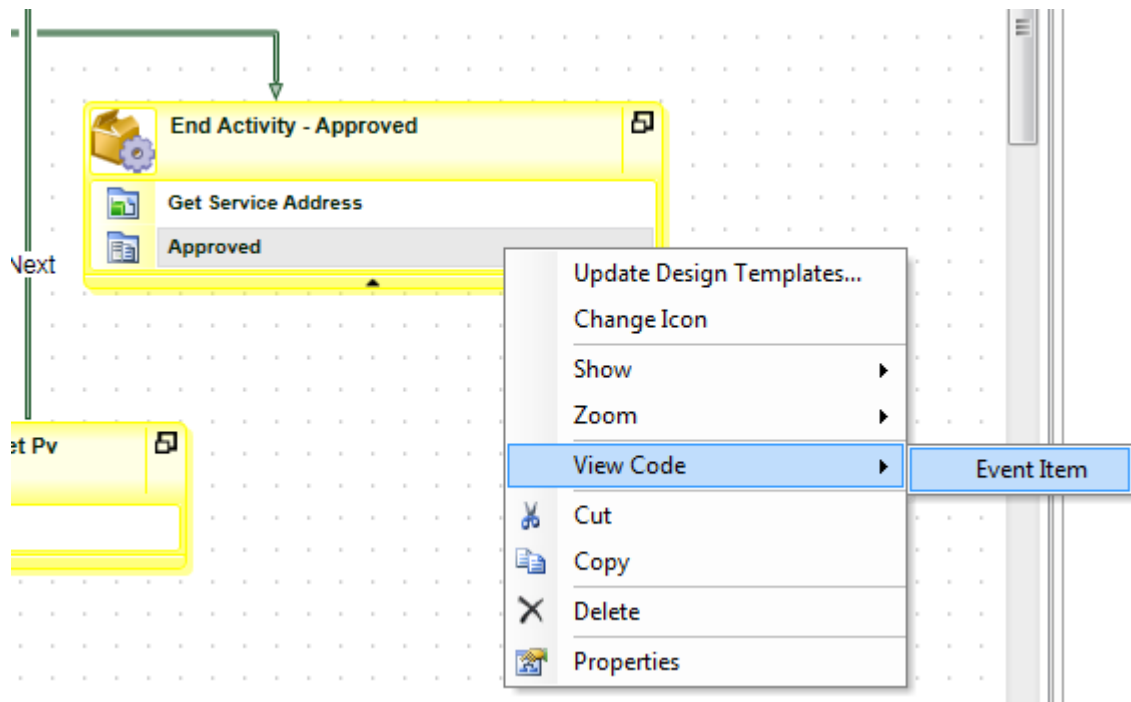 End Activity - Approved
Get Service Address
Approved
Next
Update Design Templates...
Change Icon
Show
Zoom
et Pv
View Code
Event Item
Cut
Copy
Delete
Properties